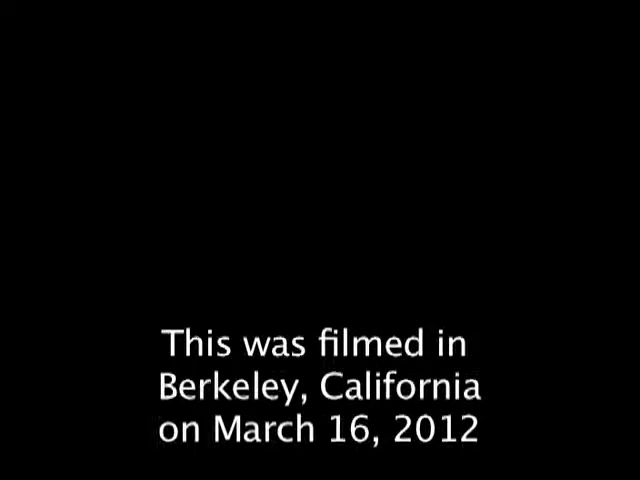 This was filmed in
Berkeley, California
on March 16, 2012